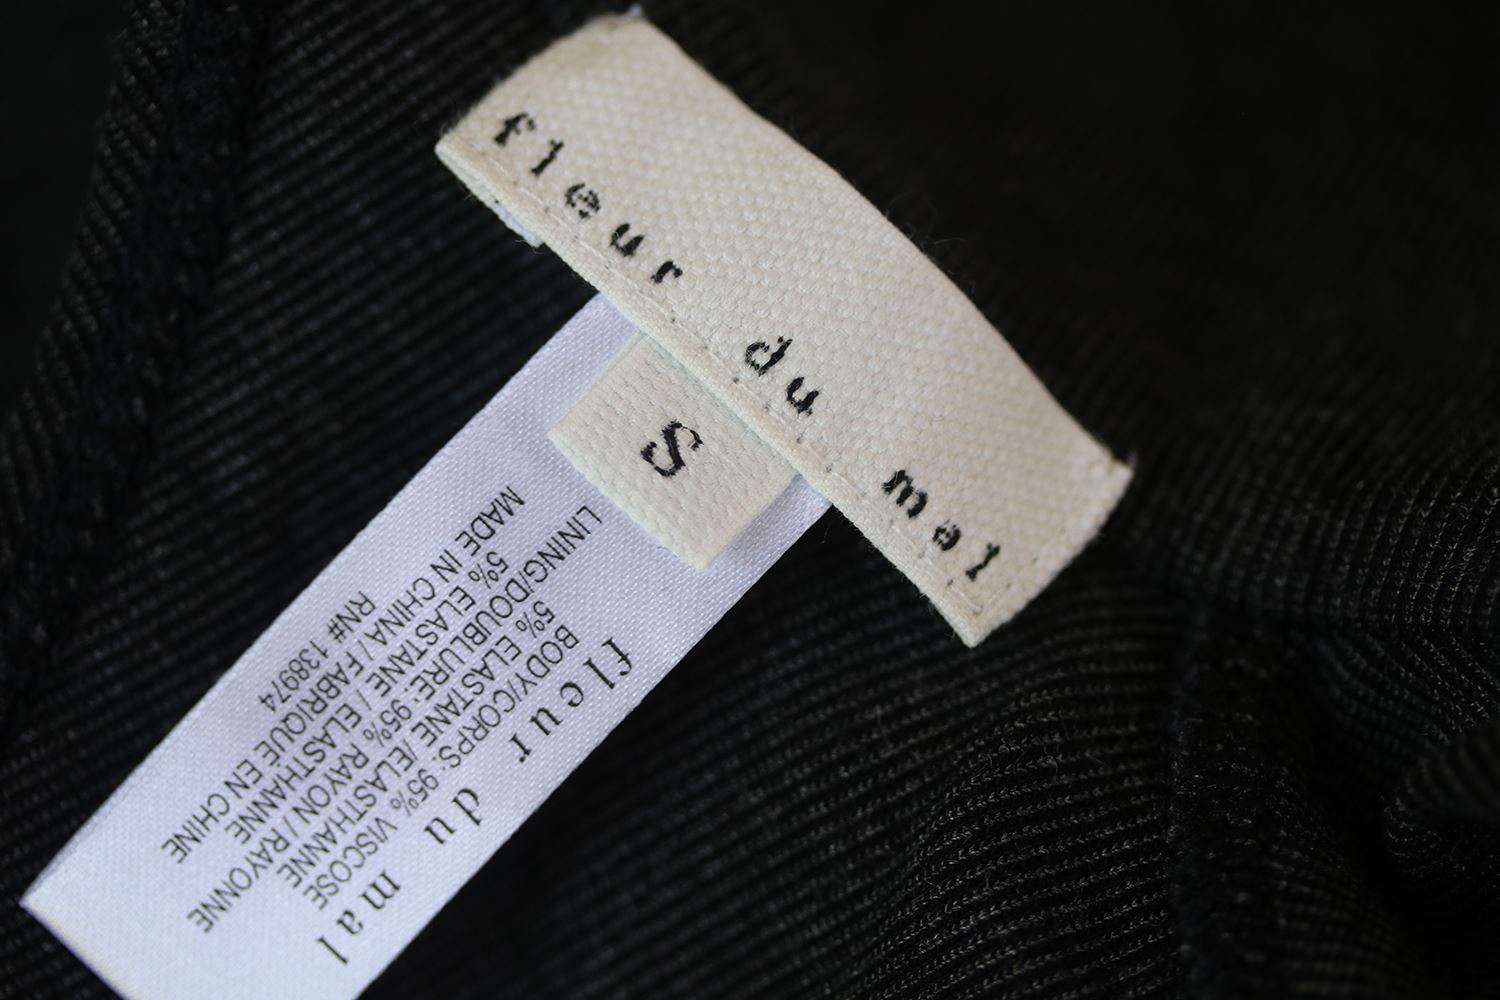 fleur du mal
S
fleur du mal
BODY/CORPS: 95% VISCOSE
5% ELASTANE /ELASTHANNE
LINING/DOUBLURE: 95% RAYON / RAYONNE
5% ELASTANE / ELASTHANNE
MADE IN CHINA / FABRIQUE EN CHINE
RN# 138974